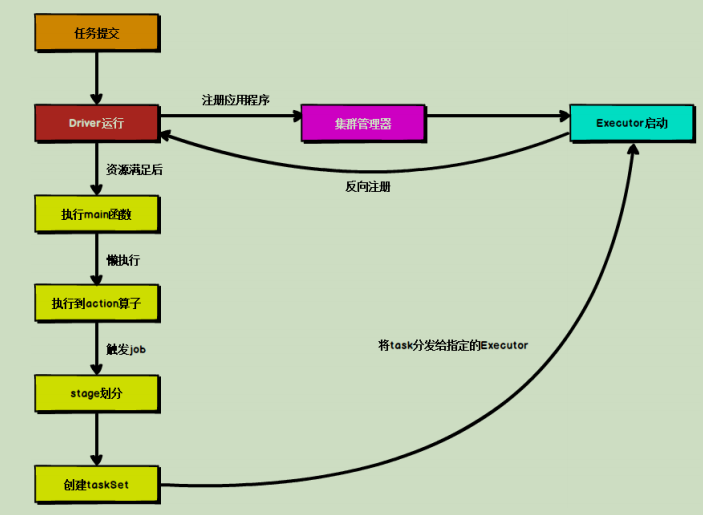 任务提交
Driver运行
注册应用程序
集群管理器
Executor启动
反向注册
资源满足后
执行main函数
懒执行
执行到action算子
触发job
将task分发给指定的Executor
stage划分
创建taskSet